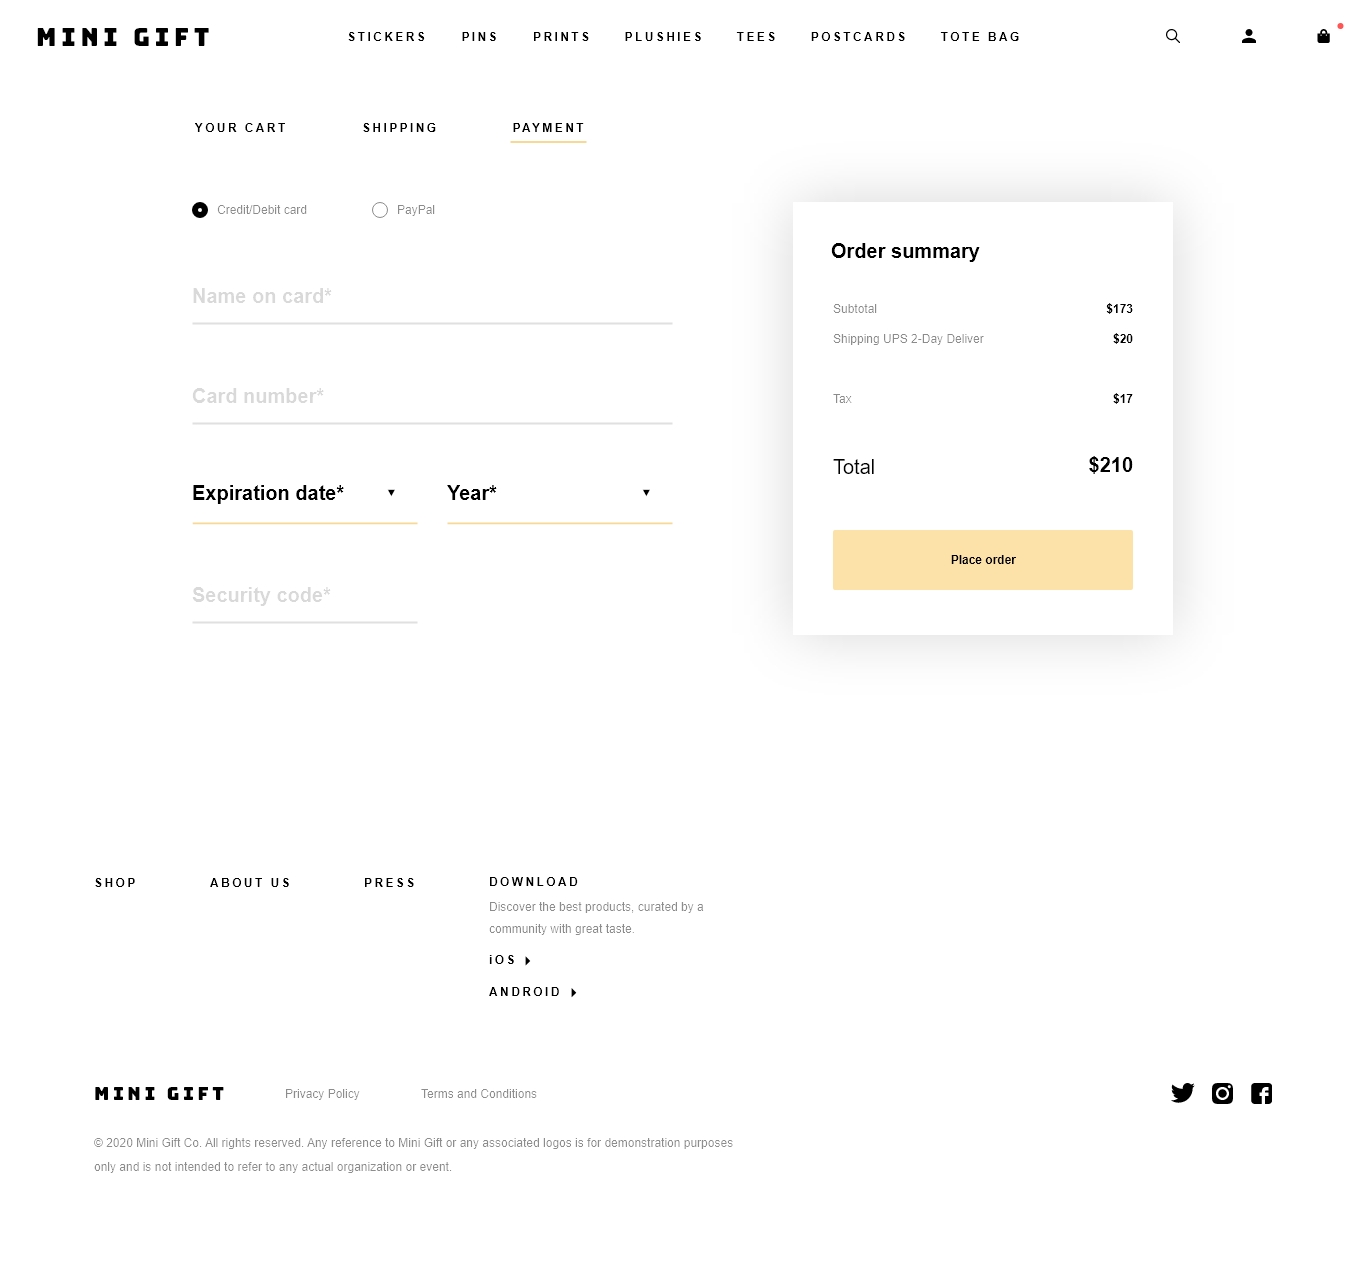 MINI GIFT
STICKERS PINS PRINTS PLUSHIES TEES POSTCARDS TOTE BAG
YOUR CART SHIPPING PAYMENT
Credit/Debit card PayPal
Name on card*
Card number*
Expiration date* Year*
Security code*
Order summary
Subtotal $173
Shipping UPS 2-Day Deliver $20
Tax $17
Total $210
Place order
SHOP ABOUT US PRESS DOWNLOAD
Discover the best products, curated by a
community with great taste.
iOS
ANDROID
MINI GIFT Privacy Policy Terms and Conditions
© 2020 Mini Gift Co. All rights reserved. Any reference to Mini Gift or any associated logos is for demonstration purposes
only and is not intended to refer to any actual organization or event.